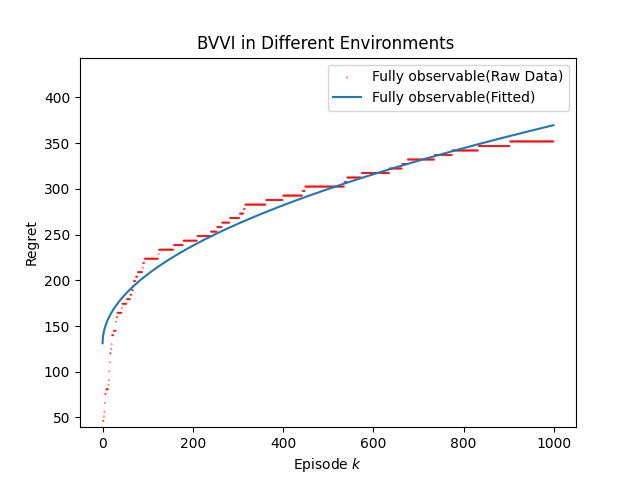 BVVI in Different Environments
Fully observable(Raw Data)
Fully observable(Fitted)
Regret
400
350
300
250
200
150
100
50
0
200
400
600
800
1000
Episode k